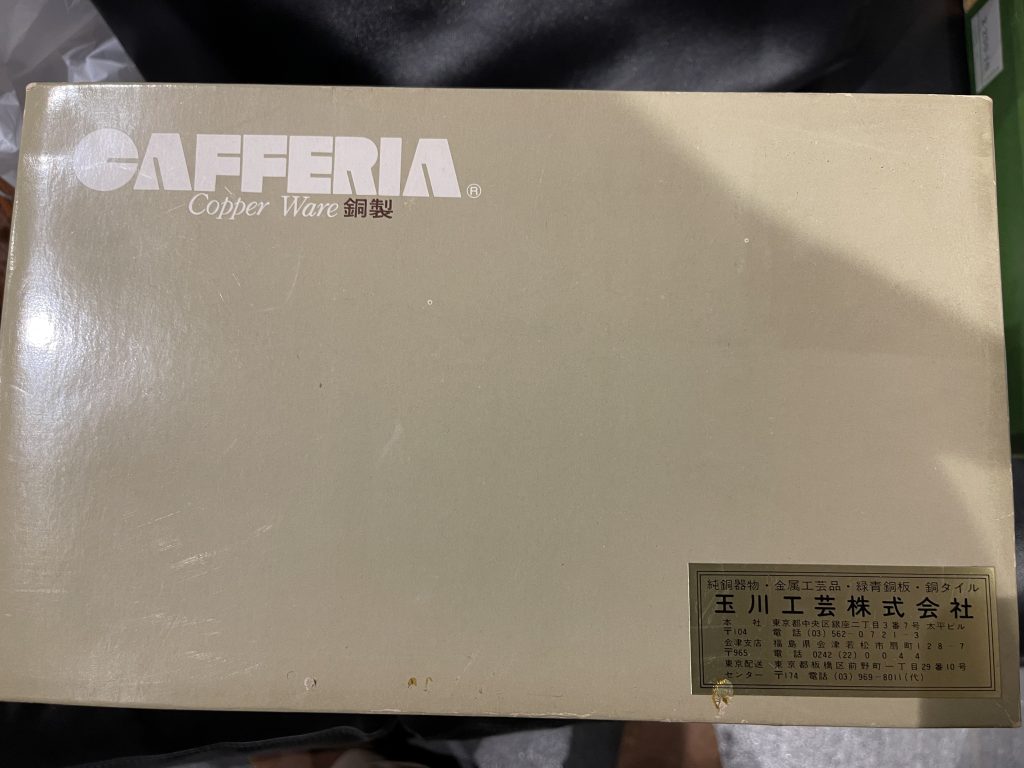 CAFFERIA®
Copper Ware 銅製
純銅器物・金属工芸品・緑青銅板・銅タイル
玉川工芸株式会社
本社 東京都中央区銀座二丁目3番7号 太平ビル
〒104 電話 (03) 562-0721-3
会津支店 福島県会津若松市扇町128-7
〒965 電話 0242 (22) 0044
東京配送 東京都板橋区前野町一丁目29番10号
センター 〒174 電話 (03) 969-8011(代)